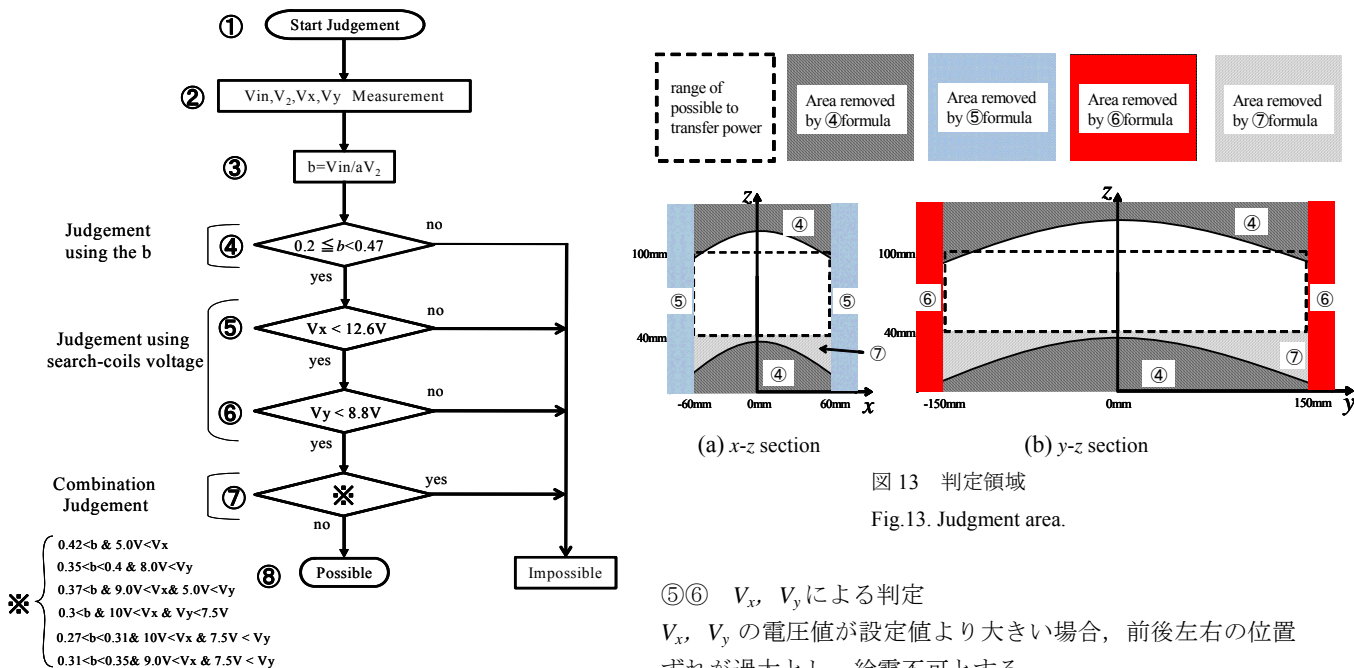 ① Start Judgement
② Vin,V₂,Vx,Vy Measurement
③ b=Vin/aV₂
Judgement
using the b
④ 0.2 ≦b<0.47
no
yes
Judgement using
search-coils voltage
⑤ Vx < 12.6V
no
yes
⑥ Vy < 8.8V
no
yes
Combination
Judgement
⑦ ※
yes
no
⑧ Possible
Impossible
※
0.42<b & 5.0V<Vx
0.35<b<0.4 & 8.0V<Vy
0.37<b & 9.0V<Vx& 5.0V<Vy
0.3<b & 10V<Vx & Vy<7.5V
0.27<b<0.31& 10V<Vx & 7.5V < Vy
0.31<b<0.35& 9.0V<Vx & 7.5V < Vy
range of
possible to
transfer power
Area removed
by ④formula
Area removed
by ⑤formula
Area removed
by ⑥formula
Area removed
by ⑦formula
z
④
100mm
⑤ ⑤
40mm
⑦
④
-60mm 0mm 60mm x
(a) x-z section
z
④
100mm
⑥ ⑥
40mm
⑦
④
-150mm 0mm 150mm y
(b) y-z section
図 13 判定領域
Fig.13. Judgment area.
⑤⑥ Vx, Vyによる判定
Vx, Vy の電圧値が設定値より大きい場合，前後左右の位置